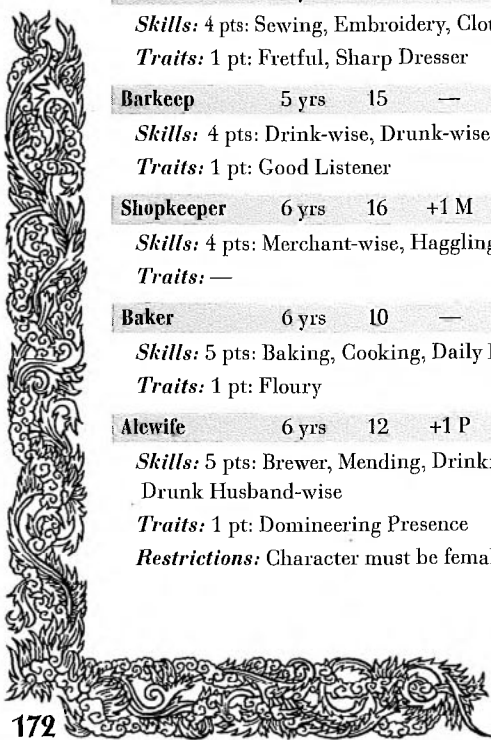 Skills: 4 pts: Sewing, Embroidery,
Traits: 1 pt: Fretful, Sharp Dresser
Barkeep 5 yrs 15 —
Skills: 4 pts: Drink-wise, Drunk-wise
Traits: 1 pt: Good Listener
Shopkeeper 6 yrs 16 +1 M
Skills: 4 pts: Merchant-wise, Haggling
Traits: —
Baker 6 yrs 10 —
Skills: 5 pts: Baking, Cooking, Daily
Traits: 1 pt: Floury
Alewife 6 yrs 12 +1 P
Skills: 5 pts: Brewer, Mending,
Drunk Husband-wise
Traits: 1 pt: Domineering Presence
Restrictions: Character must be
172